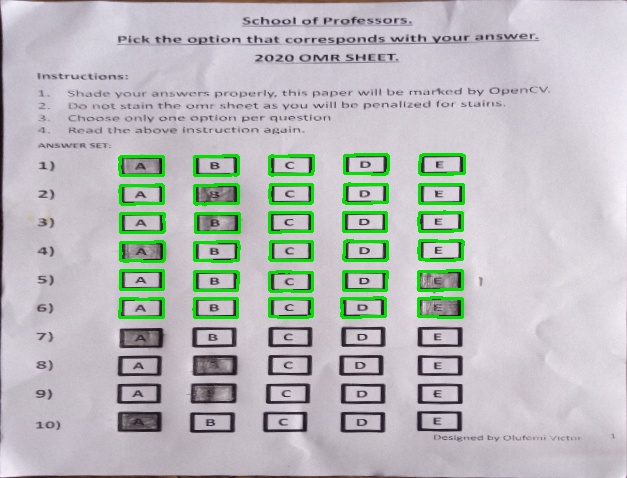 School of Professors.
Pick the option that corresponds with your answer.
2020 OMR SHEET.
Instructions:
1. Shade your answers properly, this paper will be marked by OpenCV.
2. Do not stain the omr sheet as you will be penalized for stains.
3. Choose only one option per question
4. Read the above instruction again.
ANSWER SET:
1) A B C D E
2) A B C D E
3) A B C D E
4) A B C D E
5) A B C D E
6) A B C D E
7) A B C D E
8) A B C D E
9) A B C D E
10) A B C D E
Designed by Olufemi Victor 1